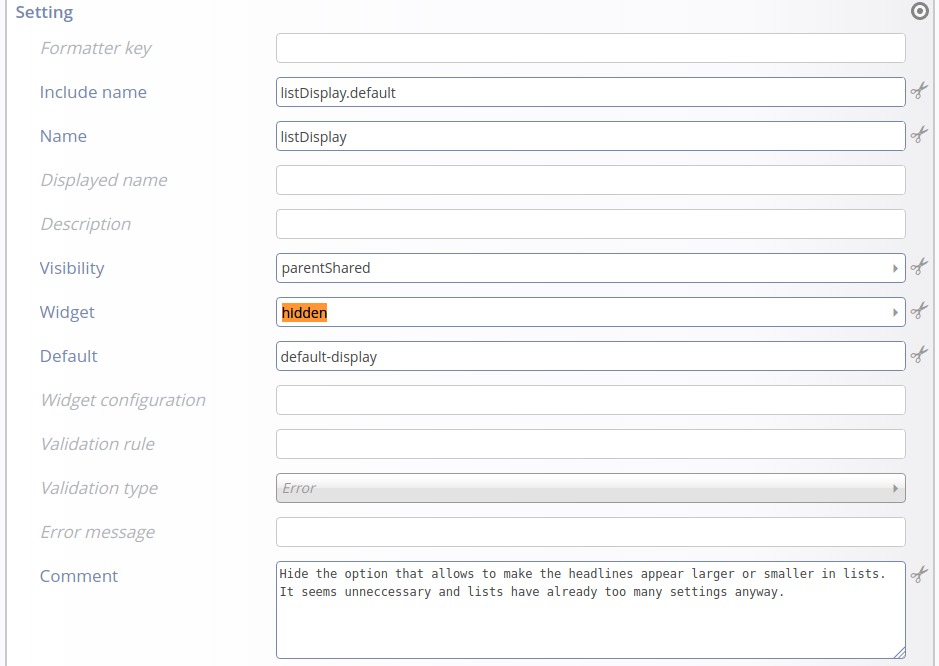 Setting
Formatter key
Include name listDisplay.default
Name listDisplay
Displayed name
Description
Visibility parentShared
Widget hidden
Default default-display
Widget configuration
Validation rule
Validation type Error
Error message
Comment Hide the option that allows to make the headlines appear larger or smaller in lists.
It seems unneccessary and lists have already too many settings anyway.